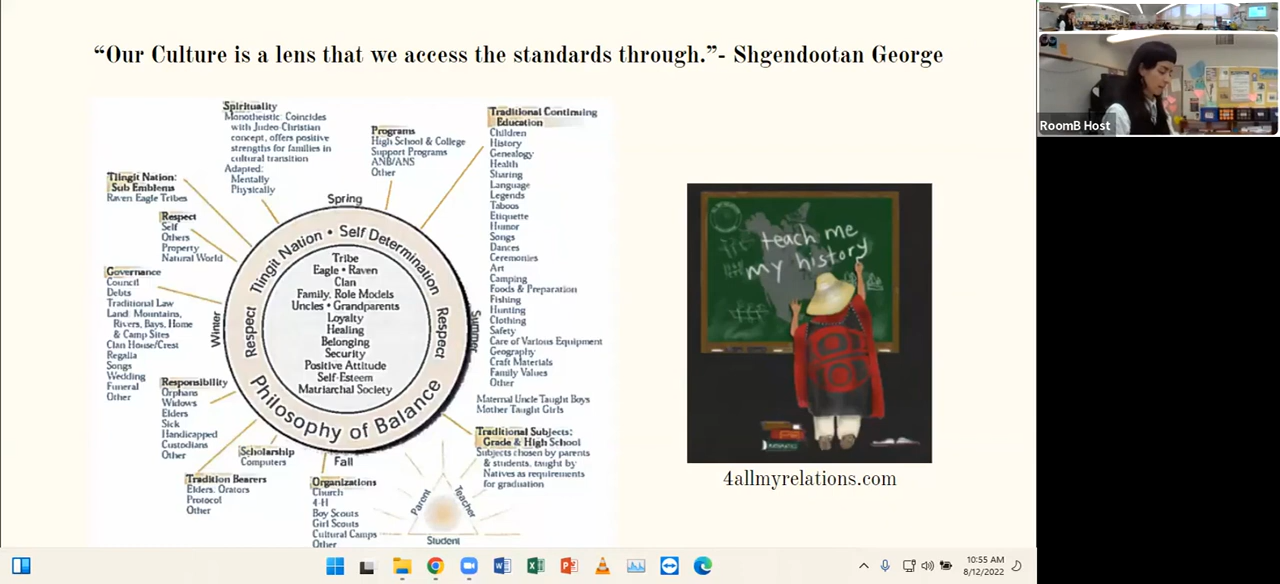 “Our Culture is a lens that we access the standards through.”- Shgendootan George
Spirituality
Monotheistic: Coincides
with Judeo Christian
concept, offers positive
strengths for families in
cultural transition
Adapted:
Mentally
Physically
Programs
High School & College
Support Programs
ANB/ANS
Other
Traditional Continuing
Education
Children
History
Genealogy
Health
Sharing
Language
Legends
Taboos
Etiquette
Humor
Songs
Dances
Ceremonies
Art
Camping
Foods & Preparation
Fishing
Hunting
Clothing
Safety
Care of Various Equipment
Geography
Craft Materials
Family Values
Other
Maternal Uncle Taught Boys
Mother Taught Girls
Tlingit Nation:
Sub Emblems
Raven Eagle Tribes
Respect
Self
Others
Property
Natural World
Governance
Council
Debts
Traditional Law
Land, Mountains,
Rivers, Bays, Home
& Camp Sites
Clan House/Crest
Regalia
Songs
Wedding
Funeral
Other
Responsibility
Orphans
Widows
Elders
Sick
Handicapped
Custodians
Other
Spring
Summer
Fall
Winter
Tlingit Nation • Self Determination
Respect
Respect
Philosophy of Balance
Tribe
Eagle • Raven
Clan
Family, Role Models
Uncles • Grandparents
Loyalty
Healing
Belonging
Security
Positive Attitude
Self-Esteem
Matriarchal Society
Scholarship
Computers
Tradition Bearers
Elders, Orators
Protocol
Other
Organizations
Church
4-H
Boy Scouts
Girl Scouts
Cultural Camps
Other
Traditional Subjects:
Grade & High School
Subjects chosen by parents
& students, taught by
Natives as requirements
for graduation
Parent
Teacher
Student
teach me
my history
4allmyrelations.com
RoomB Host
10:55 AM
8/12/2022